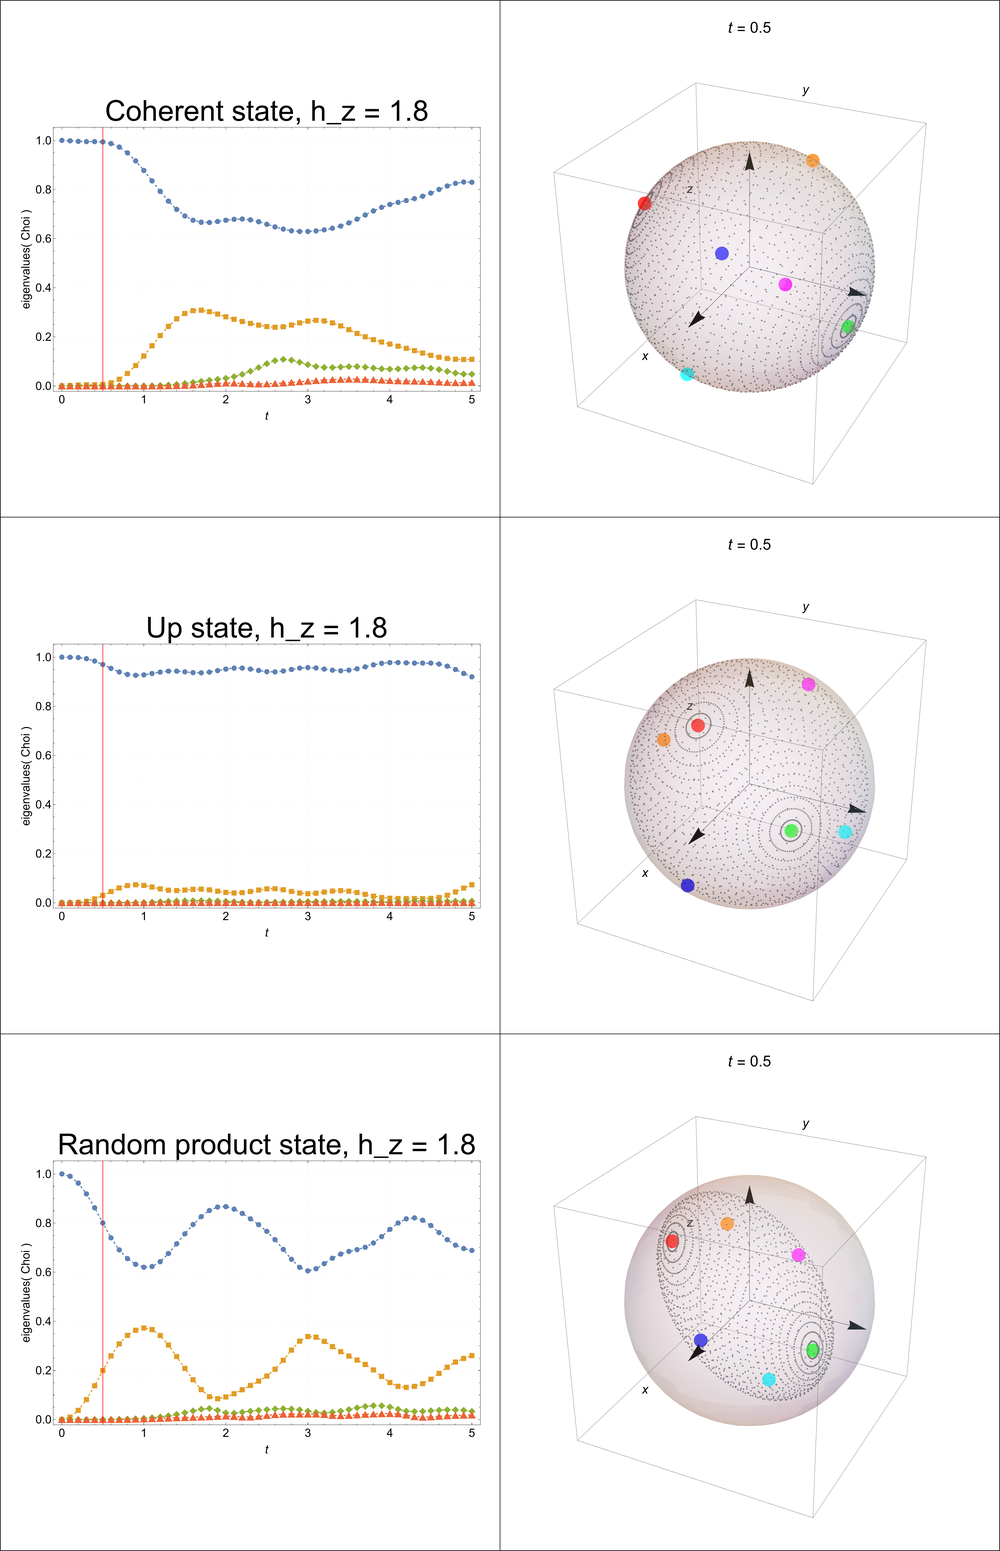 t = 0.5
Coherent state, h_z = 1.8
eigenvalues( Choi )
1.0
0.8
0.6
0.4
0.2
0.0
0 1 2 3 4 5
t
y
z
x
t = 0.5
Up state, h_z = 1.8
eigenvalues( Choi )
1.0
0.8
0.6
0.4
0.2
0.0
0 1 2 3 4 5
t
y
z
x
t = 0.5
Random product state, h_z = 1.8
eigenvalues( Choi )
1.0
0.8
0.6
0.4
0.2
0.0
0 1 2 3 4 5
t
y
z
x